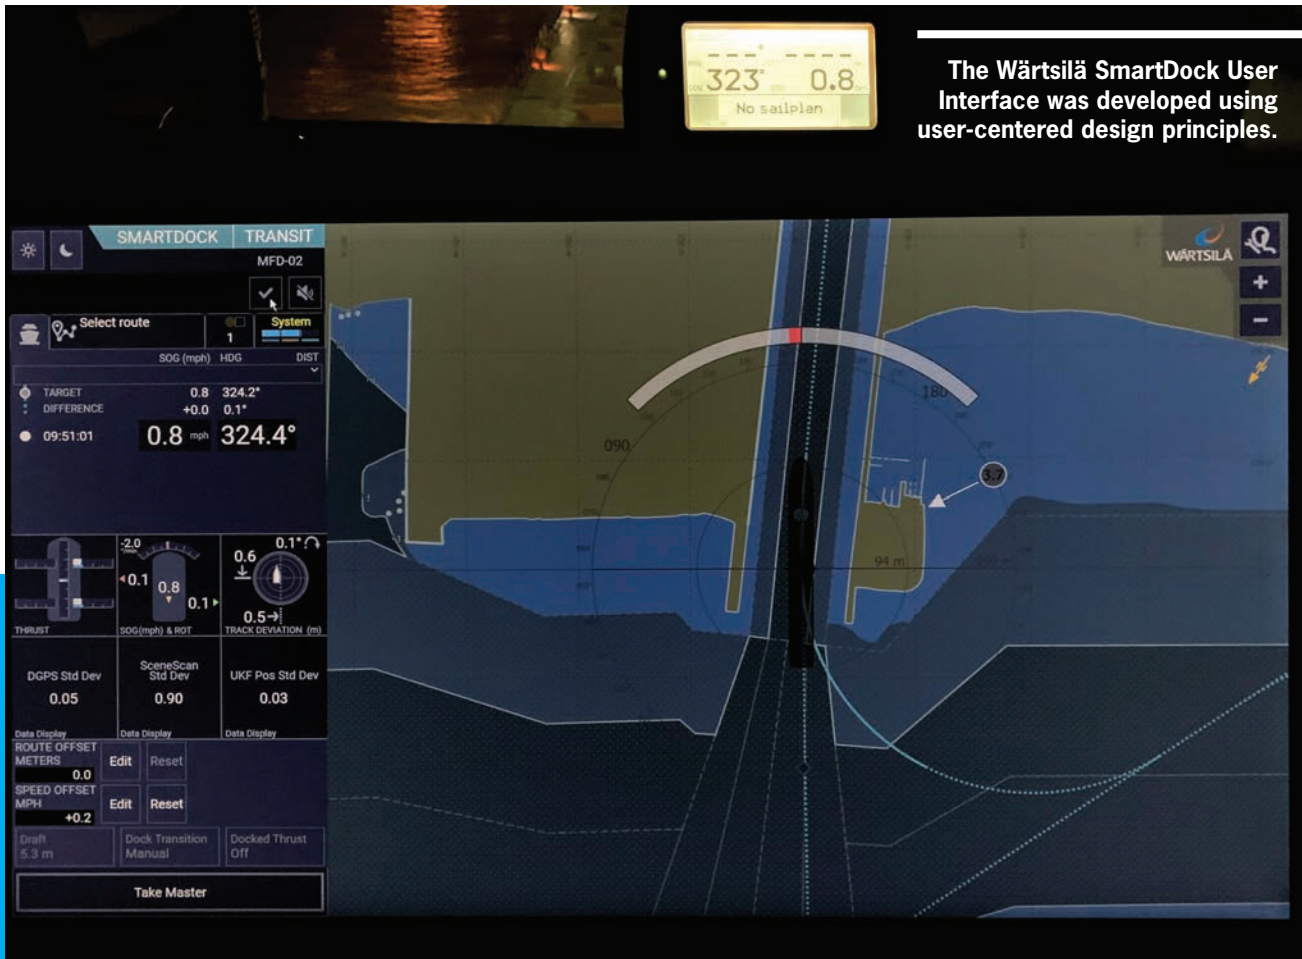 323° 0.8
No sailplan
The Wärtsilä SmartDock User
Interface was developed using
user-centered design principles.
SMARTDOCK TRANSIT
MFD-02
WÄRTSILÄ
Select route
1
System
SOG (mph) HDG DIST
TARGET 0.8 324.2°
DIFFERENCE +0.0 0.1°
09:51:01 0.8 mph 324.4°
-2.0
0.1
0.8
0.1
0.6
0.1°
0.5
THRUST
SOG(mph) & ROT
TRACK DEVIATION (m)
DGPS Std Dev
0.05
Data Display
SceneScan
Std Dev
0.90
Data Display
UKF Pos Std Dev
0.03
Data Display
ROUTE OFFSET
METERS
0.0
Edit Reset
SPEED OFFSET
MPH
+0.2
Edit Reset
Draft
5.3 m
Dock Transition
Manual
Docked Thrust
Off
Take Master
090
180
3.7
94 m